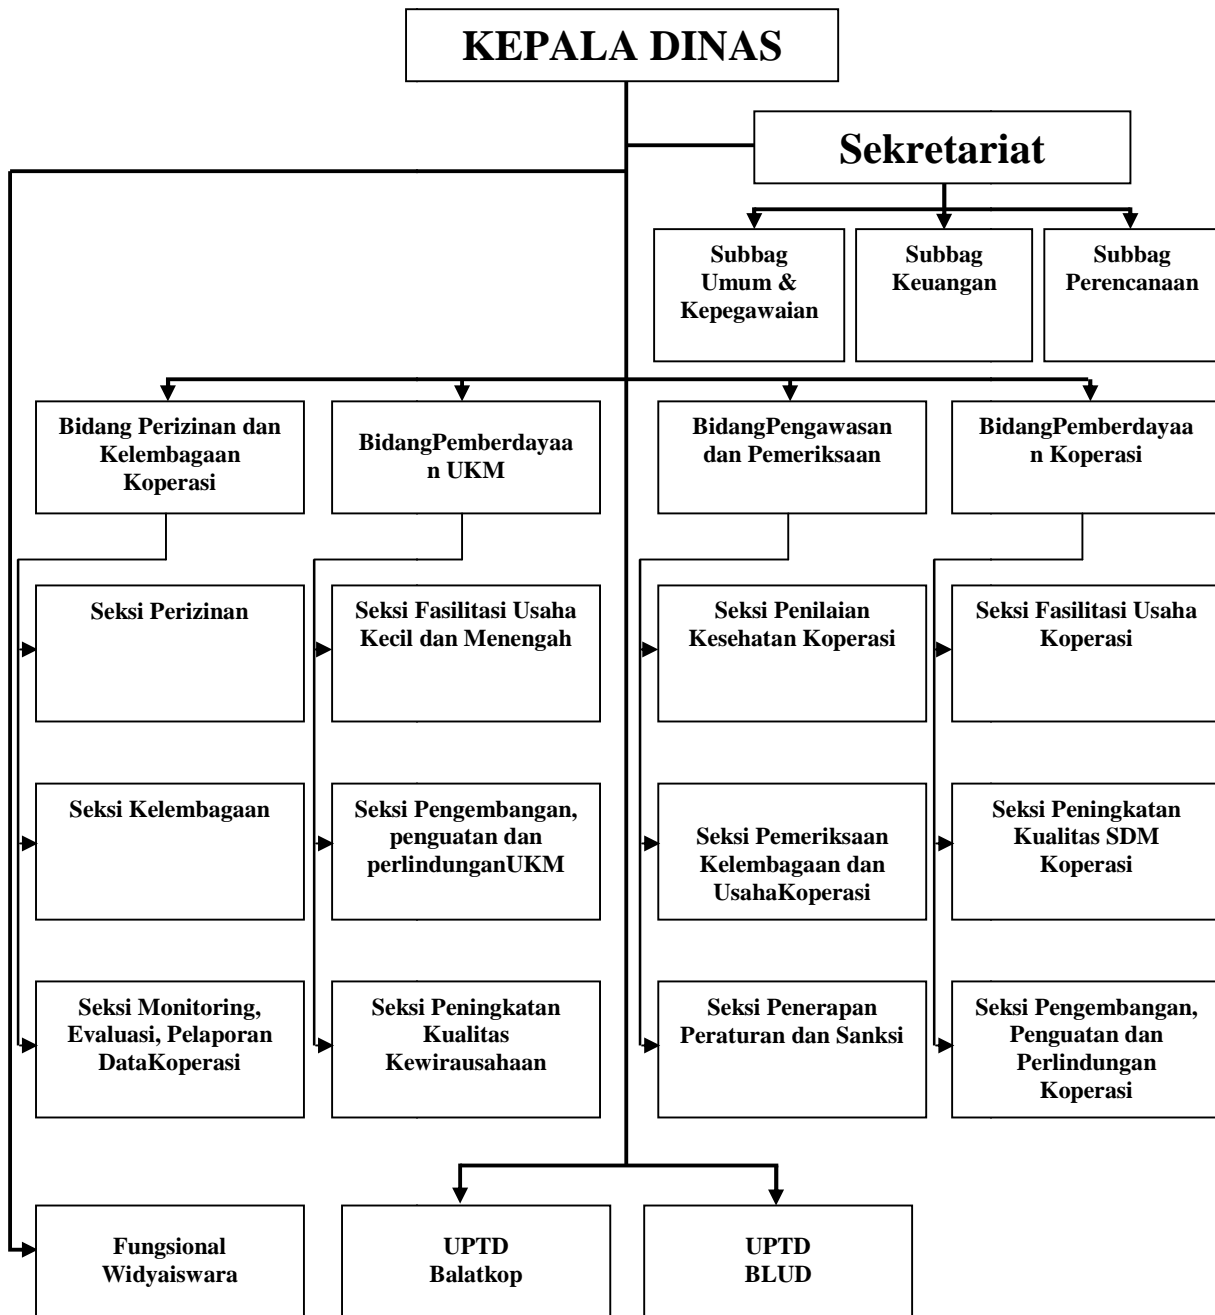 KEPALA DINAS
Sekretariat
Subbag
Umum &
Kepegawaian
Subbag
Keuangan
Subbag
Perencanaan
Bidang Perizinan dan
Kelembagaan
Koperasi
BidangPemberdayaa
n UKM
BidangPengawasan
dan Pemeriksaan
BidangPemberdayaa
n Koperasi
Seksi Perizinan
Seksi Fasilitasi Usaha
Kecil dan Menengah
Seksi Penilaian
Kesehatan Koperasi
Seksi Fasilitasi Usaha
Koperasi
Seksi Kelembagaan
Seksi Pengembangan,
penguatan dan
perlindunganUKM
Seksi Pemeriksaan
Kelembagaan dan
UsahaKoperasi
Seksi Peningkatan
Kualitas SDM
Koperasi
Seksi Monitoring,
Evaluasi, Pelaporan
DataKoperasi
Seksi Peningkatan
Kualitas
Kewirausahaan
Seksi Penerapan
Peraturan dan Sanksi
Seksi Pengembangan,
Penguatan dan
Perlindungan
Koperasi
Fungsional
Widyaiswara
UPTD
Balatkop
UPTD
BLUD